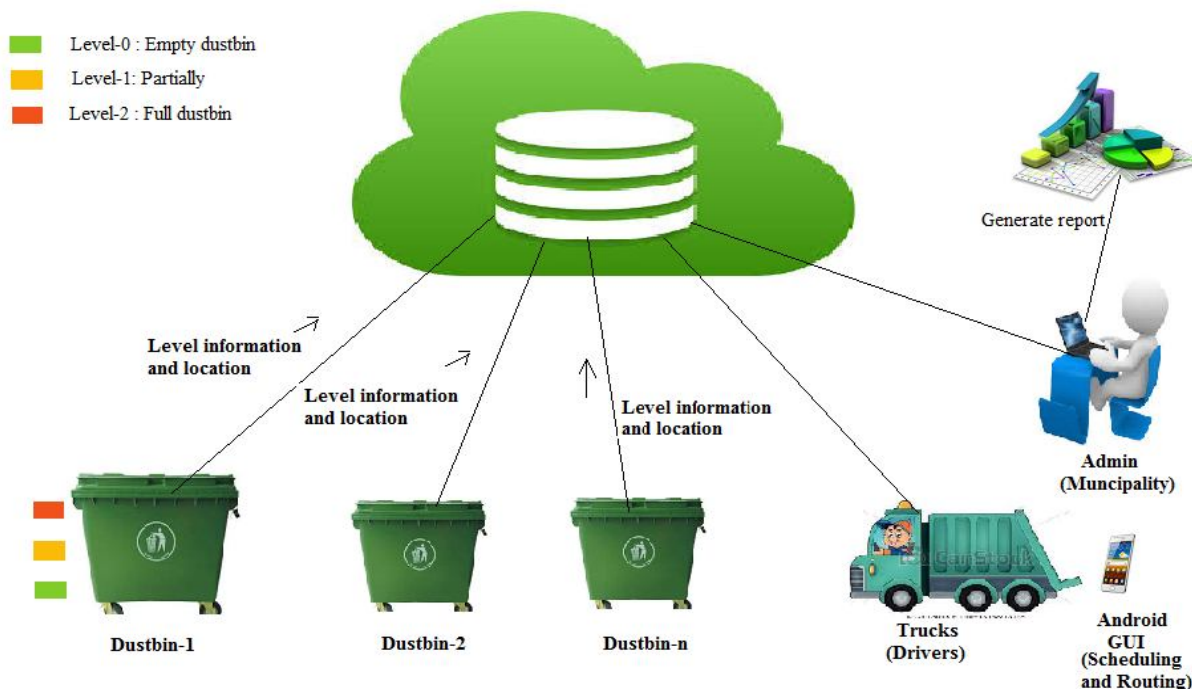 Level-0 : Empty dustbin
Level-1: Partially
Level-2 : Full dustbin
Generate report
Level information
and location
Level information
and location
Level information
and location
Admin
(Muncipality)
CanStock
Dustbin-1
Dustbin-2
Dustbin-n
Trucks
(Drivers)
Android
GUI
(Scheduling
and Routing)